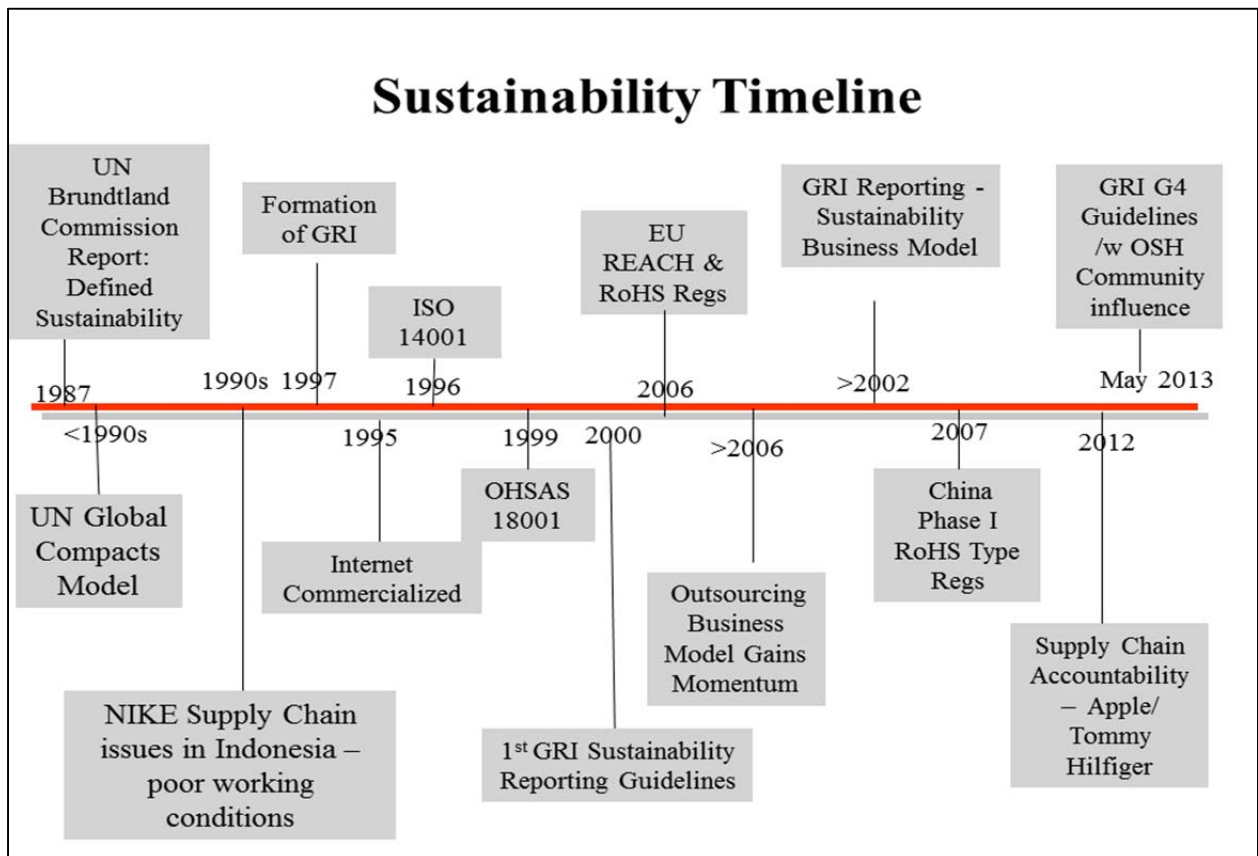 Sustainability Timeline
UN
Brundtland
Commission
Report:
Defined
Sustainability
Formation
of GRI
ISO
14001
EU
REACH &
RoHS Regs
GRI Reporting -
Sustainability
Business Model
GRI G4
Guidelines
/w OSH
Community
influence
1987
1990s
1997
1996
2006
>2002
May 2013
<1990s
1995
1999
2000
>2006
2007
2012
UN Global
Compacts
Model
NIKE Supply Chain
issues in Indonesia –
poor working
conditions
Internet
Commercialized
OHSAS
18001
1st GRI Sustainability
Reporting Guidelines
Outsourcing
Business
Model Gains
Momentum
China
Phase I
RoHS Type
Regs
Supply Chain
Accountability
– Apple/
Tommy
Hilfiger